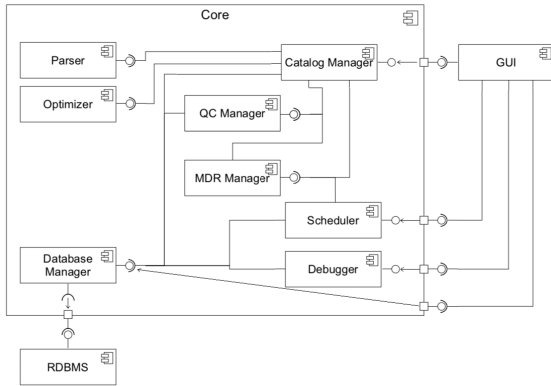 Core
Parser
Catalog Manager
GUI
Optimizer
QC Manager
MDR Manager
Scheduler
Database
Manager
Debugger
RDBMS